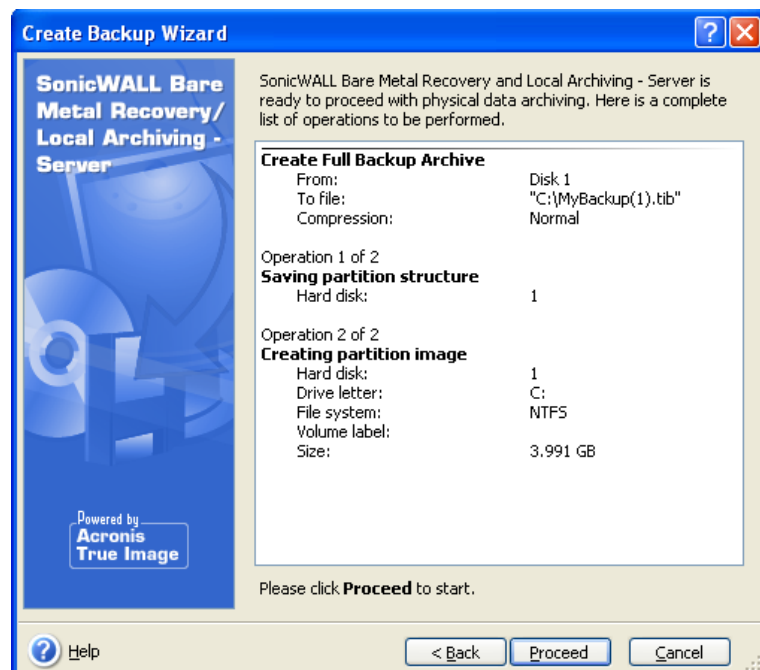 Create Backup Wizard
SonicWALL Bare
Metal Recovery/
Local Archiving -
Server
Powered by
Acronis
True Image
SonicWALL Bare Metal Recovery and Local Archiving - Server is
ready to proceed with physical data archiving. Here is a complete
list of operations to be performed.
Create Full Backup Archive
From: Disk 1
To file: "C:\MyBackup(1).tib"
Compression: Normal
Operation 1 of 2
Saving partition structure
Hard disk: 1
Operation 2 of 2
Creating partition image
Hard disk: 1
Drive letter: C:
File system: NTFS
Volume label:
Size: 3.991 GB
Please click Proceed to start.
? Help
< Back Proceed Cancel